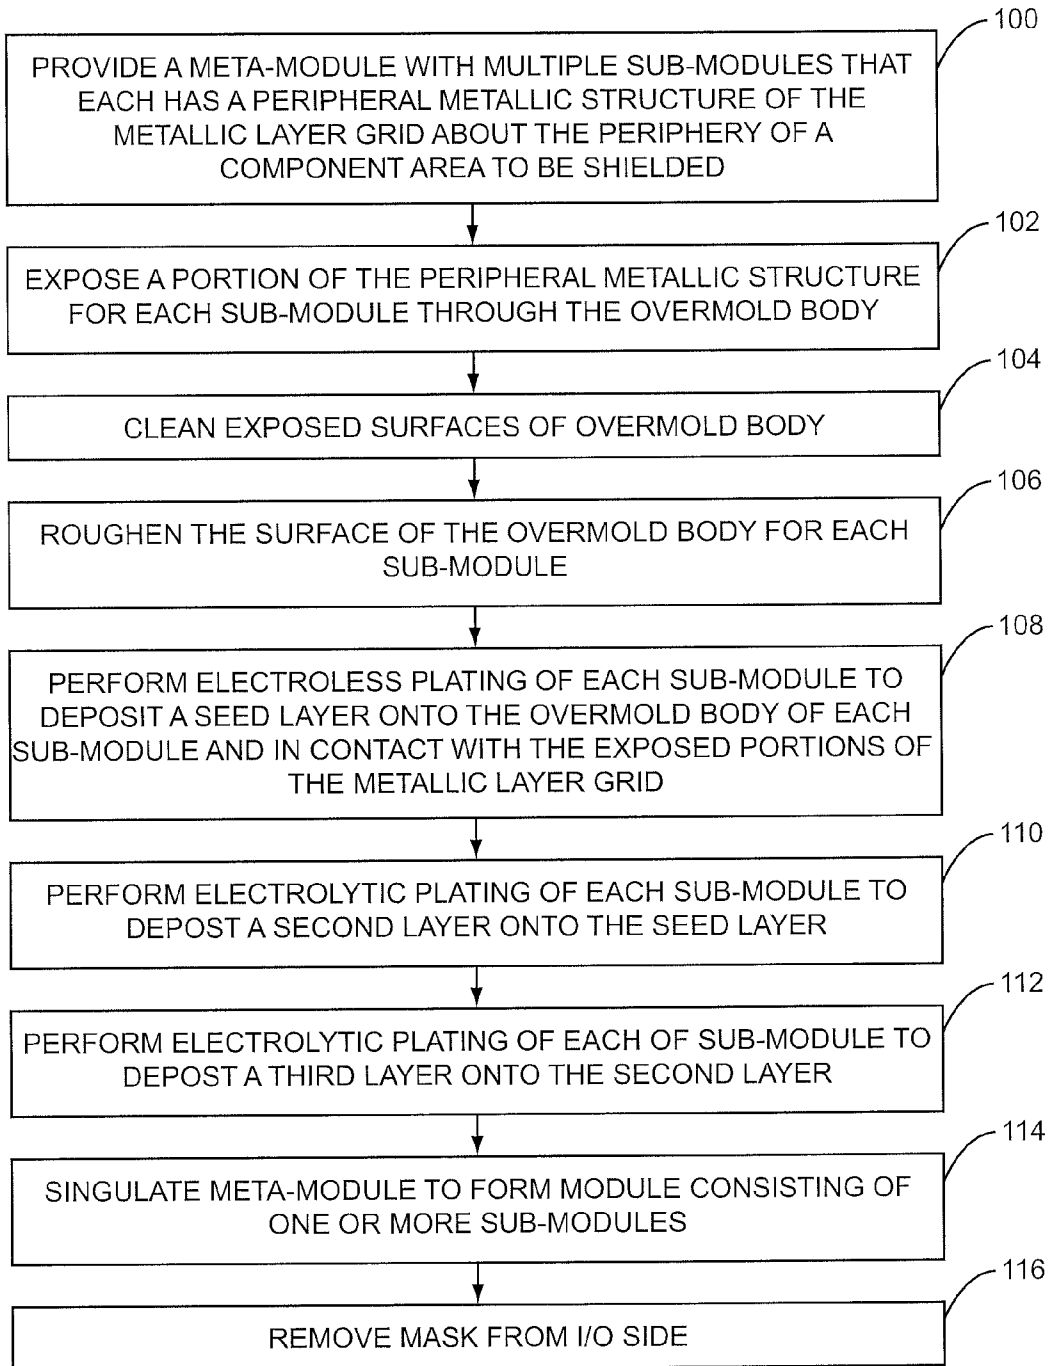 100
PROVIDE A META-MODULE WITH MULTIPLE SUB-MODULES THAT
EACH HAS A PERIPHERAL METALLIC STRUCTURE OF THE
METALLIC LAYER GRID ABOUT THE PERIPHERY OF A
COMPONENT AREA TO BE SHIELDED
102
EXPOSE A PORTION OF THE PERIPHERAL METALLIC STRUCTURE
FOR EACH SUB-MODULE THROUGH THE OVERMOLD BODY
104
CLEAN EXPOSED SURFACES OF OVERMOLD BODY
106
ROUGHEN THE SURFACE OF THE OVERMOLD BODY FOR EACH
SUB-MODULE
108
PERFORM ELECTROLESS PLATING OF EACH SUB-MODULE TO
DEPOSIT A SEED LAYER ONTO THE OVERMOLD BODY OF EACH
SUB-MODULE AND IN CONTACT WITH THE EXPOSED PORTIONS OF
THE METALLIC LAYER GRID
110
PERFORM ELECTROLYTIC PLATING OF EACH SUB-MODULE TO
DEPOST A SECOND LAYER ONTO THE SEED LAYER
112
PERFORM ELECTROLYTIC PLATING OF EACH OF SUB-MODULE TO
DEPOST A THIRD LAYER ONTO THE SECOND LAYER
114
SINGULATE META-MODULE TO FORM MODULE CONSISTING OF
ONE OR MORE SUB-MODULES
116
REMOVE MASK FROM I/O SIDE